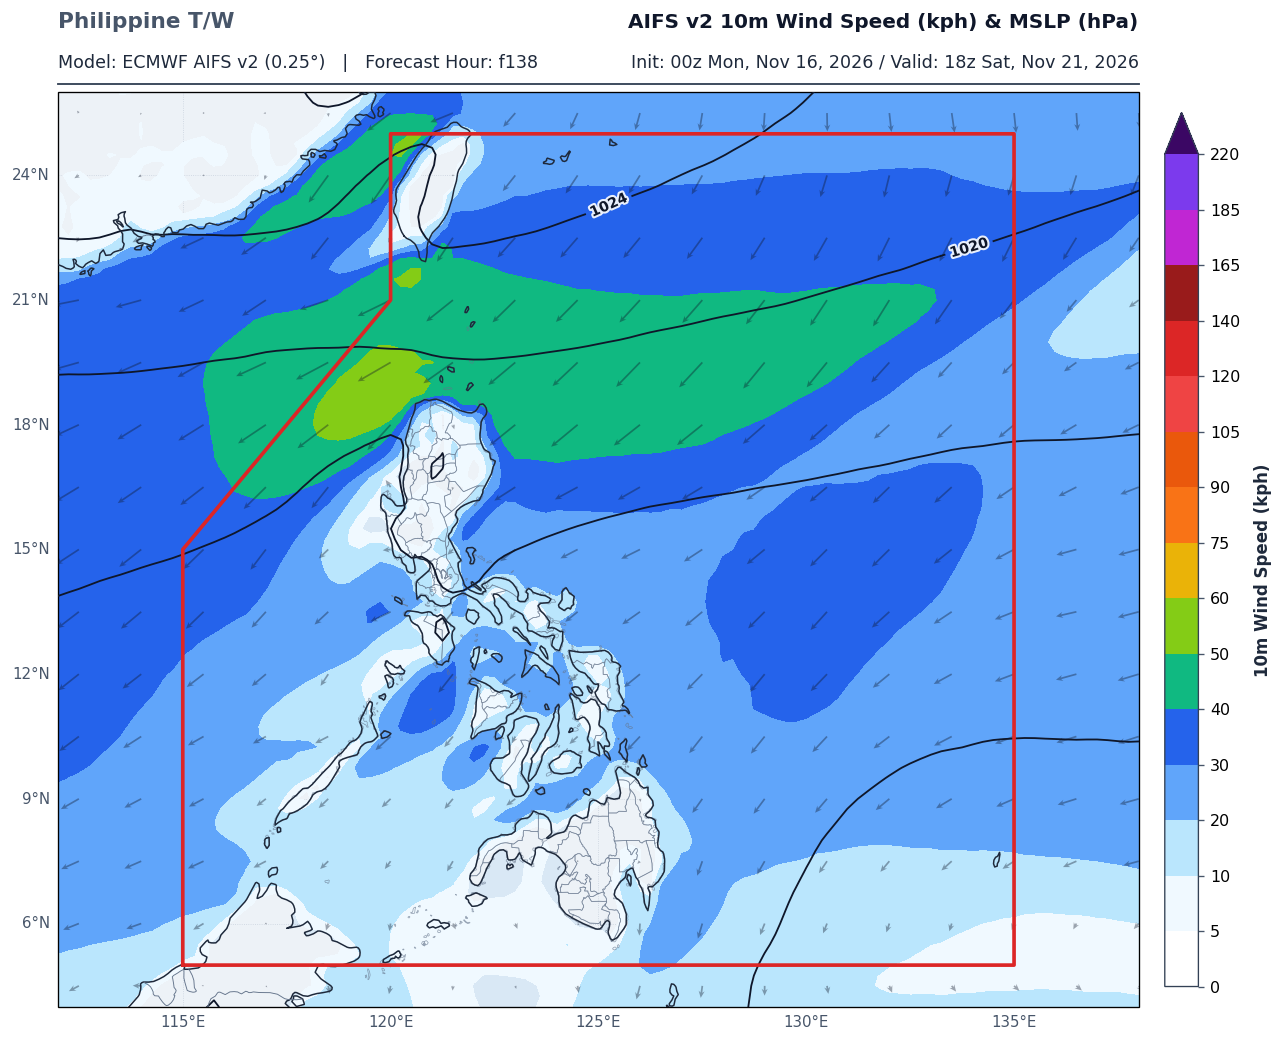 Philippine T/W
AIFS v2 10m Wind Speed (kph) & MSLP (hPa)
Model: ECMWF AIFS v2 (0.25°) | Forecast Hour: f138
Init: 00z Mon, Nov 16, 2026 / Valid: 18z Sat, Nov 21, 2026
24°N
21°N
18°N
15°N
12°N
9°N
6°N
115°E
120°E
125°E
130°E
135°E
1024
1020
220
185
165
140
120
105
90
75
60
50
40
30
20
10
5
0
10m Wind Speed (kph)